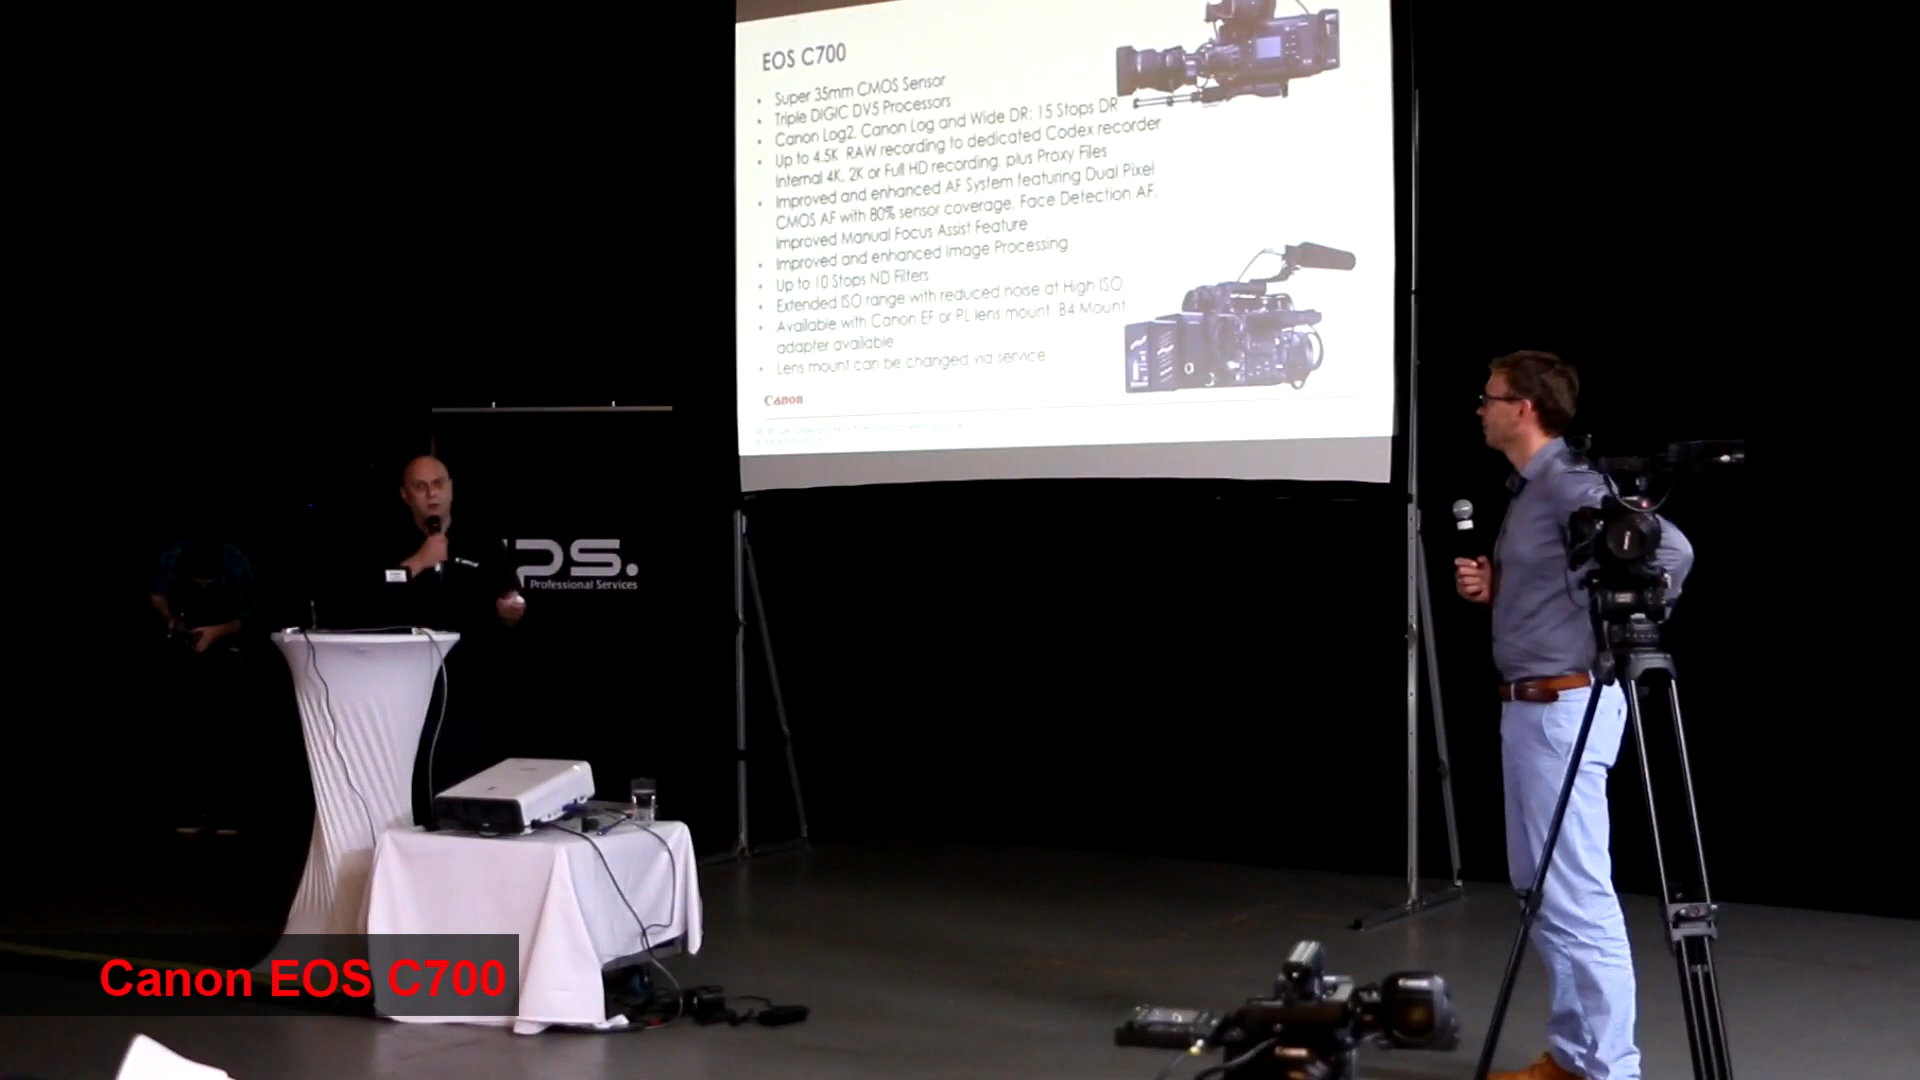 EOS C700
• Super 35mm CMOS Sensor
• Triple DIGIC DV5 Processors
• Canon Log2, Canon Log and Wide DR: 15 Stops DR
• Up to 4.5K RAW recording to dedicated Codex recorder
Internal 4K, 2K or Full HD recording, plus Proxy Files
• Improved and enhanced AF System featuring Dual Pixel
CMOS AF with 80% sensor coverage, Face Detection AF,
Improved Manual Focus Assist Feature
• Improved and enhanced Image Processing
• Up to 10 Stops ND Filters
• Extended ISO range with reduced noise at High ISO
• Available with Canon EF or PL lens mount B4 Mount
adapter available
• Lens mount can be changed via service
Canon
PS.
Professional Services
Canon EOS C700